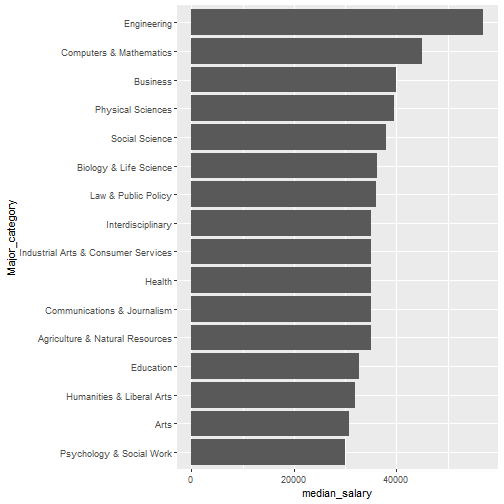 Engineering
Computers & Mathematics
Business
Physical Sciences
Social Science
Biology & Life Science
Law & Public Policy
Interdisciplinary
Industrial Arts & Consumer Services
Health
Communications & Journalism
Agriculture & Natural Resources
Education
Humanities & Liberal Arts
Arts
Psychology & Social Work
Major_category
0 20000 40000
median_salary